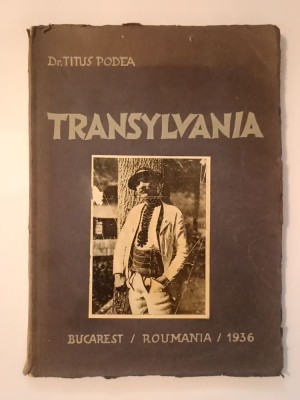 Dr. TITUS PODEA
TRANSYLVANIA
BUCAREST / ROUMANIA / 1936